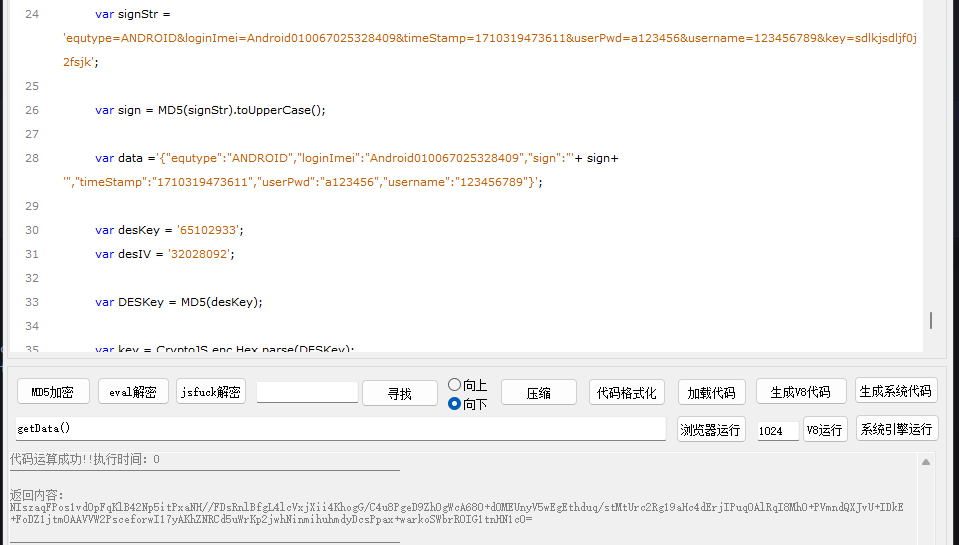 24 var signStr =
'equtype=ANDROID&loginImei=Android010067025328409&timeStamp=1710319473611&userPwd=a123456&username=123456789&key=sdlkjsdljf0j
2fsjk';
25
26 var sign = MD5(signStr).toUpperCase();
27
28 var data ='{"equtype":"ANDROID","loginImei":"Android010067025328409","sign":"'+ sign+
'","timeStamp":"1710319473611","userPwd":"a123456","username":"123456789"}';
29
30 var desKey = '65102933';
31 var desIV = '32028092';
32
33 var DESKey = MD5(desKey);
34
35 var key = CryptoJS.enc.Hex.parse(DESKey);
MD5加密 eval解密 jsfuck解密 寻找 向上 压缩 代码格式化 加载代码 生成V8代码 生成系统代码
向下
getData() 浏览器运行 1024 V8运行 系统引擎运行
代码运算成功!!执行时间: 0
返回内容:
NIszaqFPos1vdOpFqKlB42Np5itPxaNH//FDsRnlBfgL4lcVxjXii4KhogG/C4u8PgeD9ZhOgWcA680+dOMEUnyV5wEgEthduq/stMtUrc2Rg19aHc4dErjIPuqOAlRqI8MhO+PVmndQXJvU+IDkE
+FoDZ1jtmOAAVVW2PsceforwI17yAKhZNRCd5uWrKp2jwhNinmihuhmdyDcsPpax+warkoSWbrROIG1tnHN1c0=